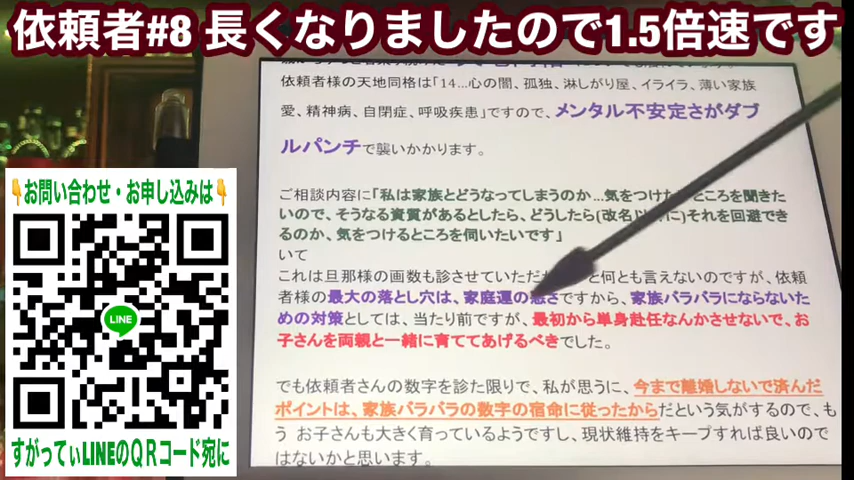 依頼者#8 長くなりましたので1.5倍速です
依頼者様の天地同格は「14...心の闇、孤独、淋しがり屋、イライラ、薄い家族
愛、精神病、自閉症、呼吸疾患」ですので、メンタル不安定さがダブ
ルパンチで襲いかかります。
ご相談内容に「私は家族とどうなってしまうのか...気をつけ ところを聞きた
いので、そうなる資質があるとしたら、どうしたら(改名以 に)それを回避でき
るのか、気をつけるところを伺いたいです」
いて
これは旦那様の画数も診させていただ と何とも言えないのですが、依頼
者様の最大の落とし穴は、家庭運の悪さですから、家族バラバラにならないた
めの対策としては、当たり前ですが、最初から単身赴任なんかさせないで、お
子さんを両親と一緒に育ててあげるべきでした。
でも依頼者さんの数字を診た限りで、私が思うに、今まで離婚しないで済んだ
ポイントは、家族バラバラの数字の宿命に従ったからだという気がするので、も
う お子さんも大きく育っているようですし、現状維持をキープすれば良いので
はないかと思います。
👇お問い合わせ・お申し込みは👇
LINE
すがってぃLINEのQRコード宛に